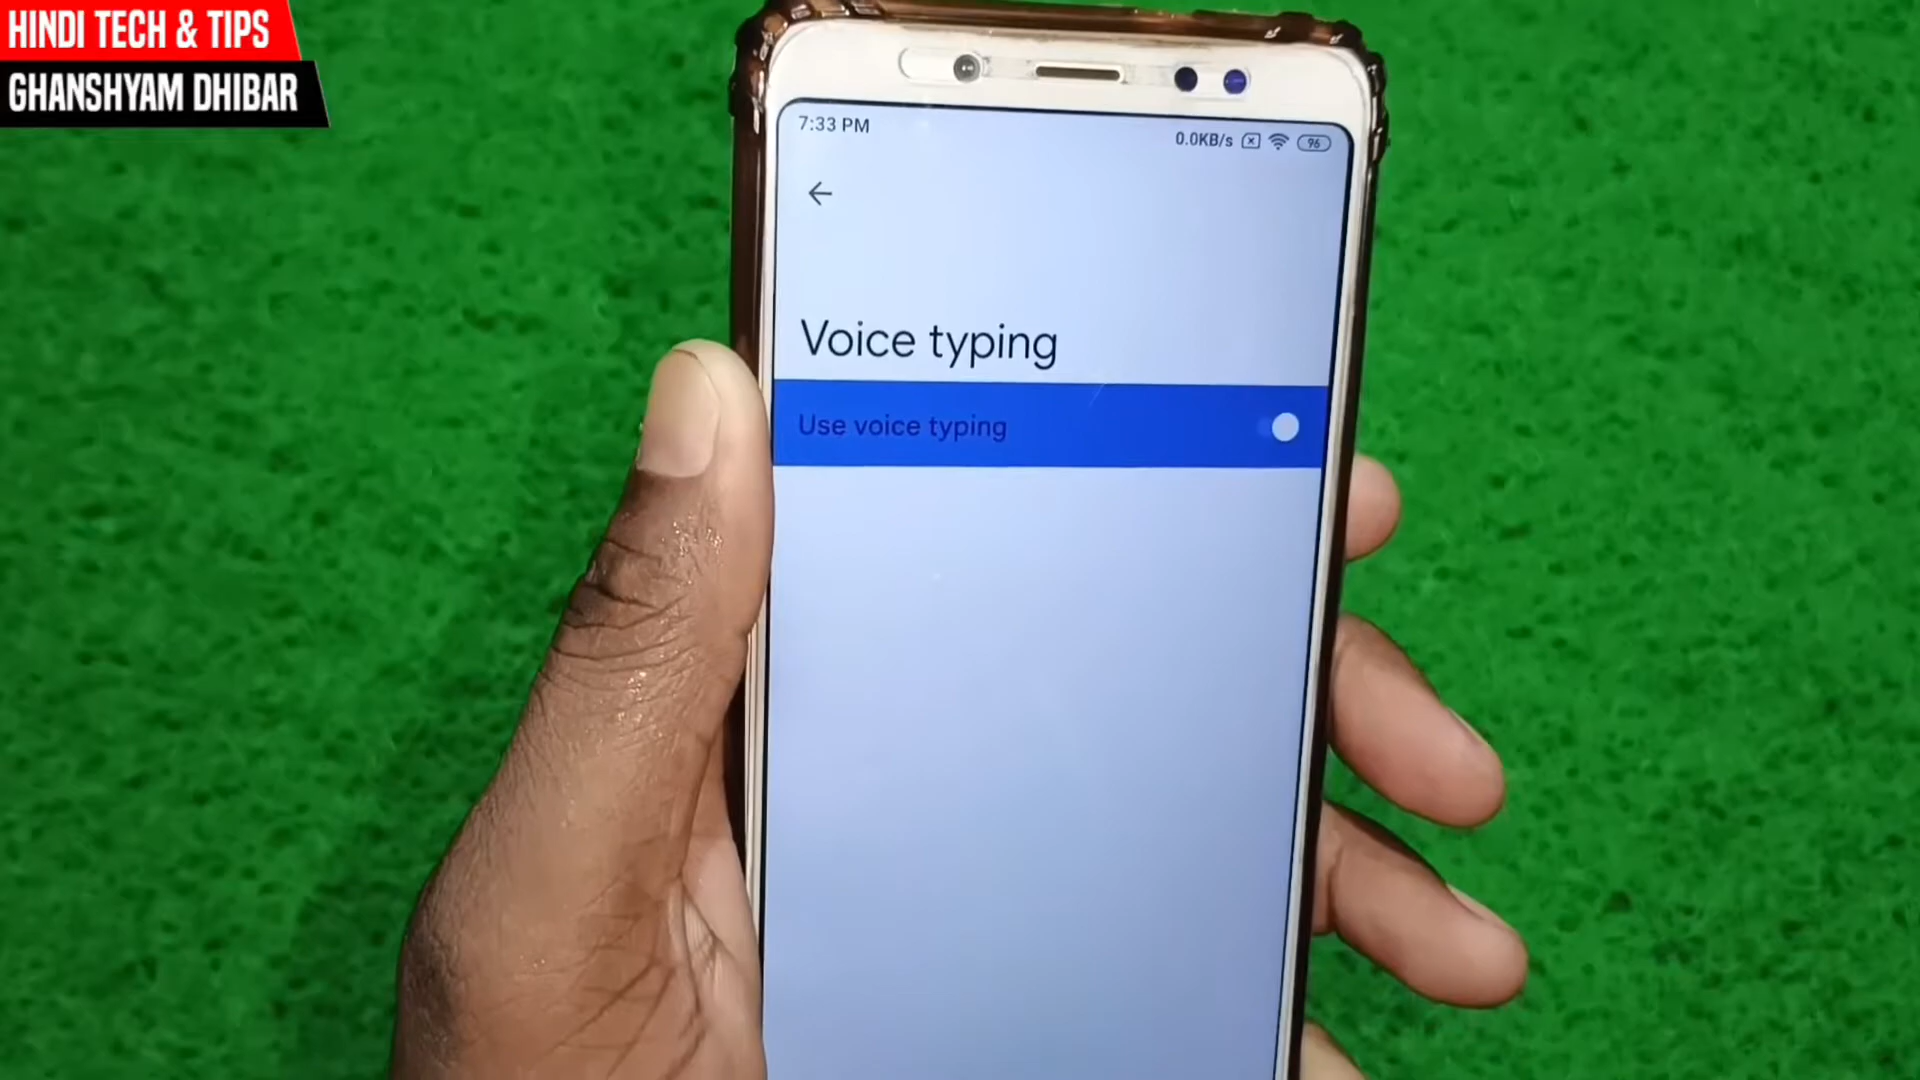 HINDI TECH & TIPS
GHANSHYAM DHIBAR
7:33 PM
0.0KB/s 96
Voice typing
Use voice typing